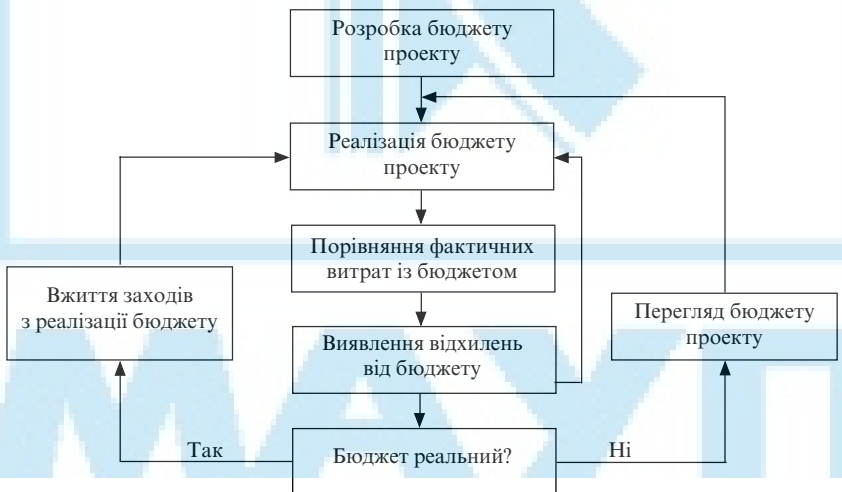 Розробка бюджету
проекту
Реалізація бюджету
проекту
Порівняння фактичних
витрат із бюджетом
Вжиття заходів
з реалізації бюджету
Перегляд бюджету
проекту
Виявлення відхилень
від бюджету
Так
Бюджет реальний?
Ні
МАУП